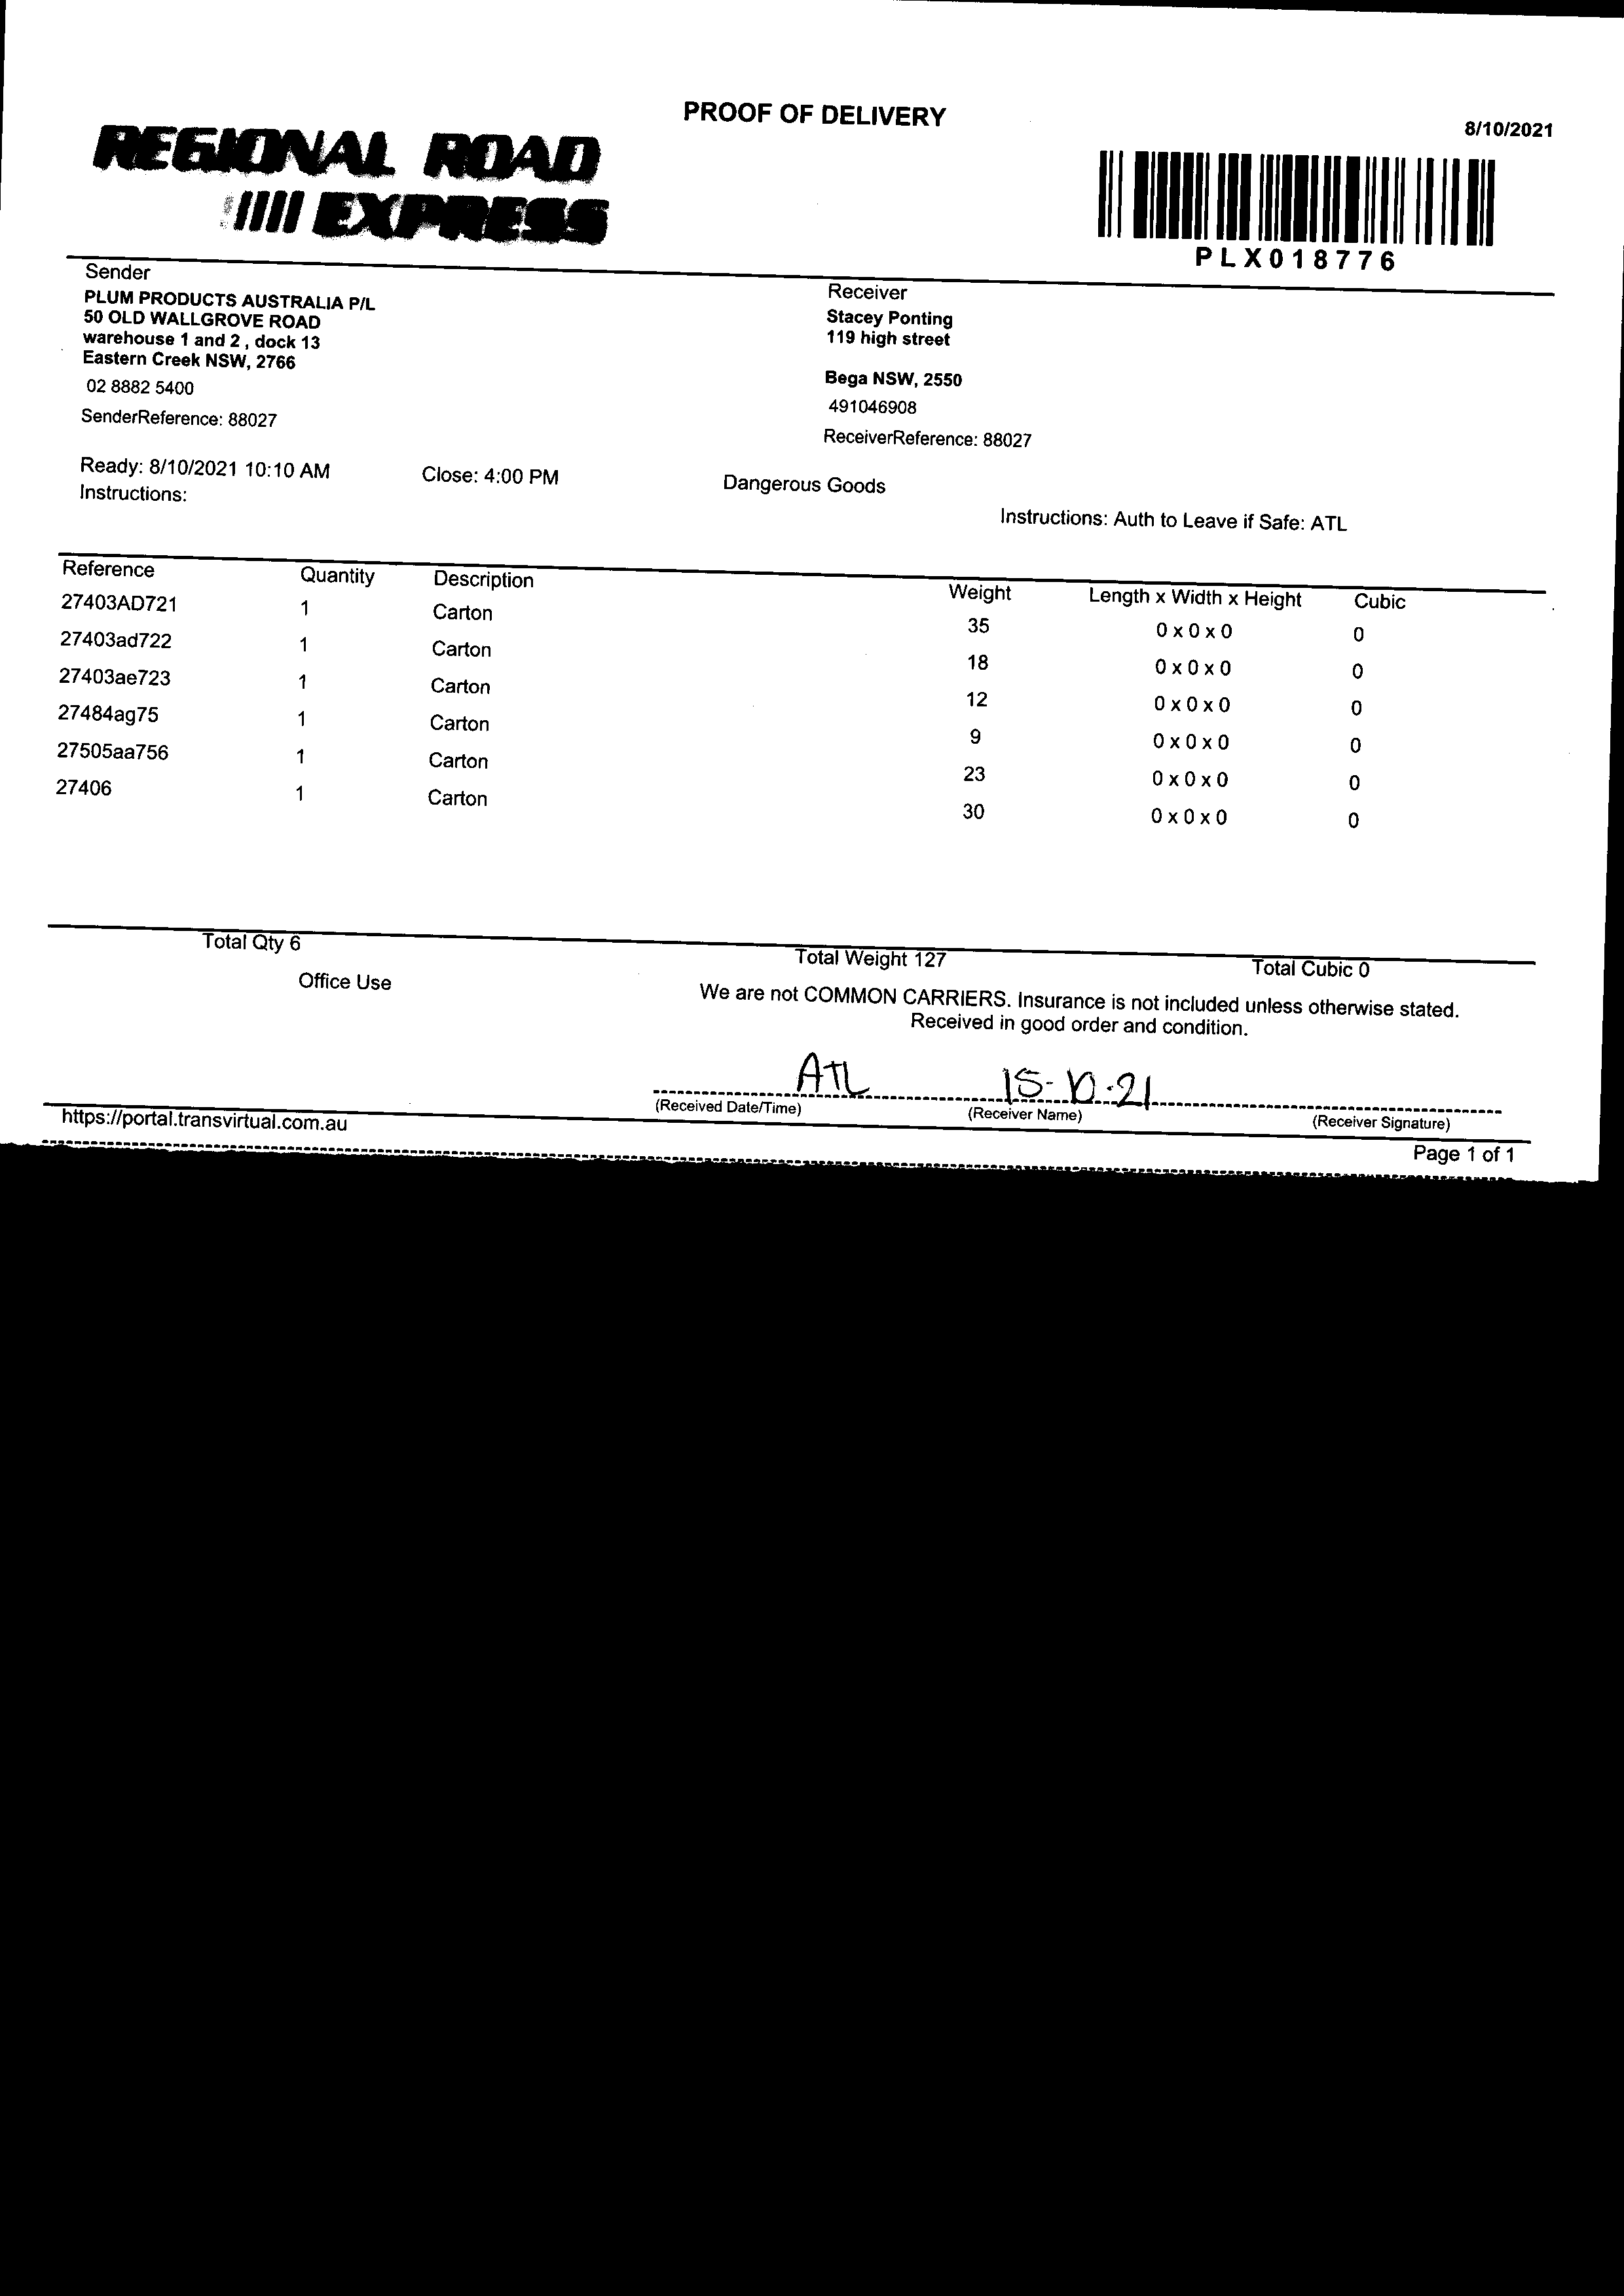 PROOF OF DELIVERY
8/10/2021
REGIONAL ROAD
EXPRESS
PLX018776
Sender
PLUM PRODUCTS AUSTRALIA P/L
50 OLD WALLGROVE ROAD
warehouse 1 and 2 , dock 13
Eastern Creek NSW, 2766
02 8882 5400
SenderReference: 88027
Receiver
Stacey Ponting
119 high street
Bega NSW, 2550
491046908
ReceiverReference: 88027
Ready: 8/10/2021 10:10 AM Close: 4:00 PM Dangerous Goods
Instructions:
Instructions: Auth to Leave if Safe: ATL
Reference Quantity Description Weight Length x Width x Height Cubic
27403AD721 1 Carton 35 0 x 0 x 0 0
27403ad722 1 Carton 18 0 x 0 x 0 0
27403ae723 1 Carton 12 0 x 0 x 0 0
27484ag75 1 Carton 9 0 x 0 x 0 0
27505aa756 1 Carton 23 0 x 0 x 0 0
27406 1 Carton 30 0 x 0 x 0 0
Total Qty 6 Total Weight 127 Total Cubic 0
Office Use
We are not COMMON CARRIERS. Insurance is not included unless otherwise stated.
Received in good order and condition.
ATL 15-10-21
(Received Date/Time) (Receiver Name) (Receiver Signature)
https://portal.transvirtual.com.au
Page 1 of 1